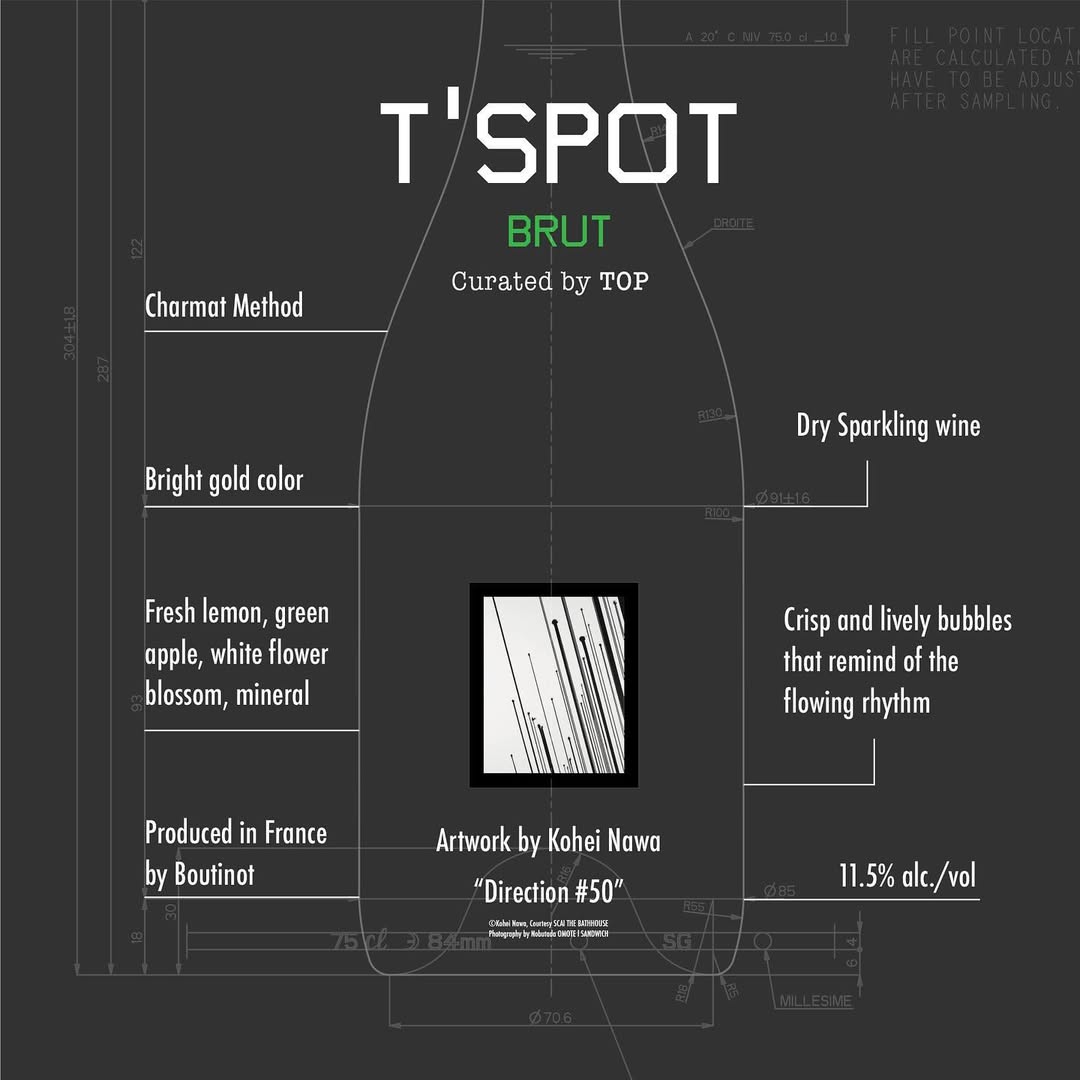 A 20° C NIV 75.0 cl _1.0
FILL POINT LOCAT
ARE CALCULATED AN
HAVE TO BE ADJUST
AFTER SAMPLING.
T'SPOT
BRUT
Curated by TOP
DROITE
122
304±1.8
287
Charmat Method
R130
Dry Sparkling wine
Bright gold color
Ø91±1.6
R100
Fresh lemon, green
apple, white flower
blossom, mineral
93
Crisp and lively bubbles
that remind of the
flowing rhythm
Produced in France
by Boutinot
Artwork by Kohei Nawa
"Direction #50"
©Kohei Nawa, Courtesy SCAI THE BATHHOUSE
Photography by Nobutada OMOTE | SANDWICH
11.5% alc./vol
Ø85
R16
R55
30
18
75 cl 84mm
SG
4
6
R18
R5
MILLESIME
Ø70.6